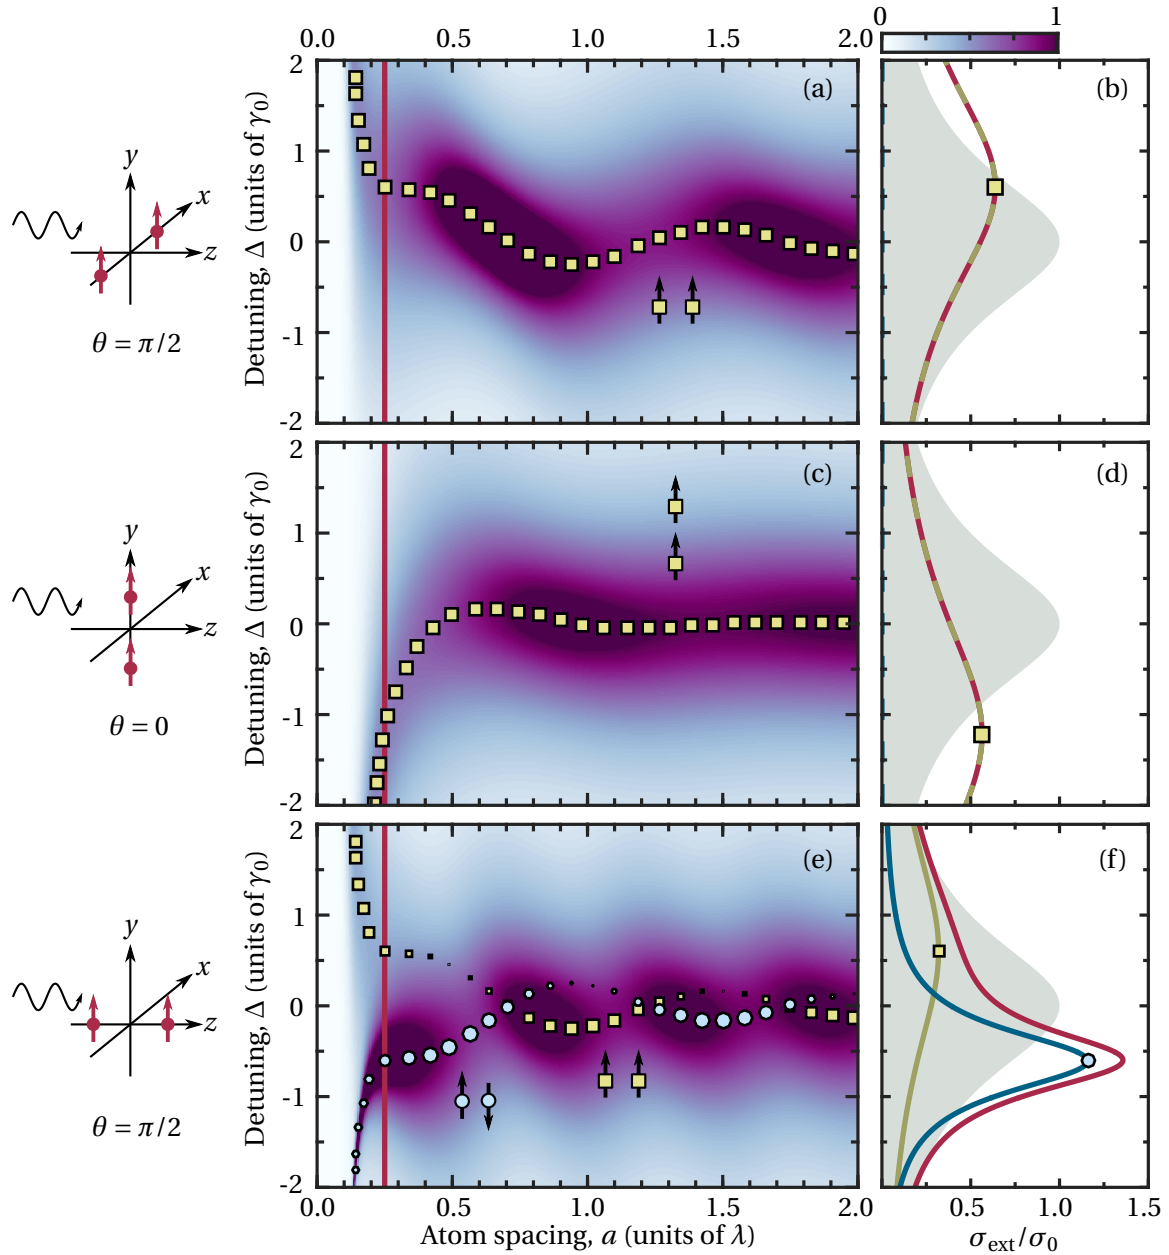 0.0 0.5 1.0 1.5 2.0
0 1
y
x
z
θ = π/2
Detuning, Δ (units of γ₀)
2
1
0
-1
-2
(a)
(b)
y
x
z
θ = 0
Detuning, Δ (units of γ₀)
2
1
0
-1
-2
(c)
(d)
y
x
z
θ = π/2
Detuning, Δ (units of γ₀)
2
1
0
-1
-2
(e)
(f)
0.0 0.5 1.0 1.5 2.0
Atom spacing, a (units of λ)
0.5 1.0 1.5
σ_ext/σ₀